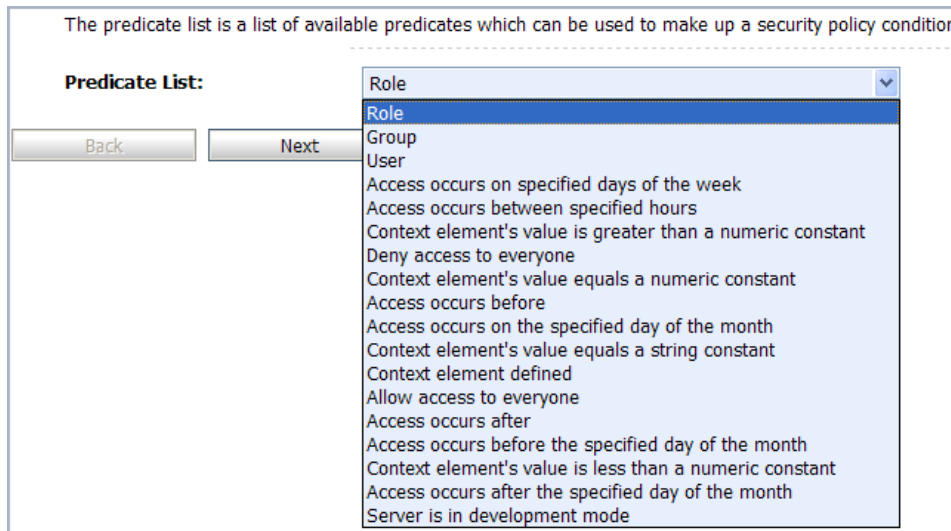 The predicate list is a list of available predicates which can be used to make up a security policy condition
Predicate List:
Role
Role
Back
Next
Group
User
Access occurs on specified days of the week
Access occurs between specified hours
Context element's value is greater than a numeric constant
Deny access to everyone
Context element's value equals a numeric constant
Access occurs before
Access occurs on the specified day of the month
Context element's value equals a string constant
Context element defined
Allow access to everyone
Access occurs after
Access occurs before the specified day of the month
Context element's value is less than a numeric constant
Access occurs after the specified day of the month
Server is in development mode